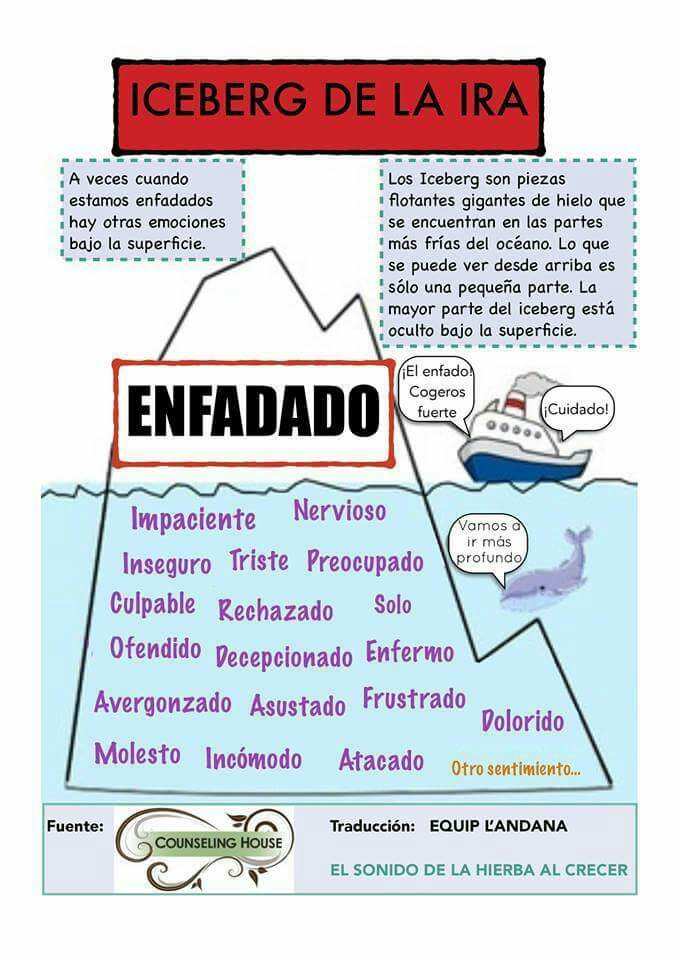 ICEBERG DE LA IRA
A veces cuando
estamos enfadados
hay otras emociones
bajo la superficie.
Los Iceberg son piezas
flotantes gigantes de hielo que
se encuentran en las partes
más frías del océano. Lo que
se puede ver desde arriba es
sólo una pequeña parte. La
mayor parte del iceberg está
oculto bajo la superficie.
ENFADADO
¡El enfado!
Cogeros
fuerte
¡Cuidado!
Impaciente Nervioso
Vamos a
ir más
profundo
Inseguro Triste Preocupado
Culpable Rechazado Solo
Ofendido Decepcionado Enfermo
Avergonzado Asustado Frustrado
Dolorido
Molesto Incómodo Atacado Otro sentimiento...
Fuente: COUNSELING HOUSE Traducción: EQUIP L'ANDANA
EL SONIDO DE LA HIERBA AL CRECER